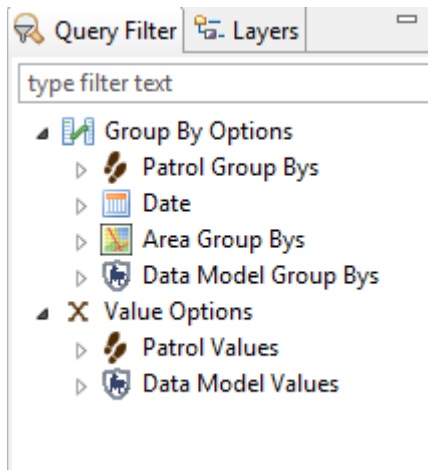 Query Filter Layers
type filter text
Group By Options
Patrol Group Bys
Date
Area Group Bys
Data Model Group Bys
Value Options
Patrol Values
Data Model Values